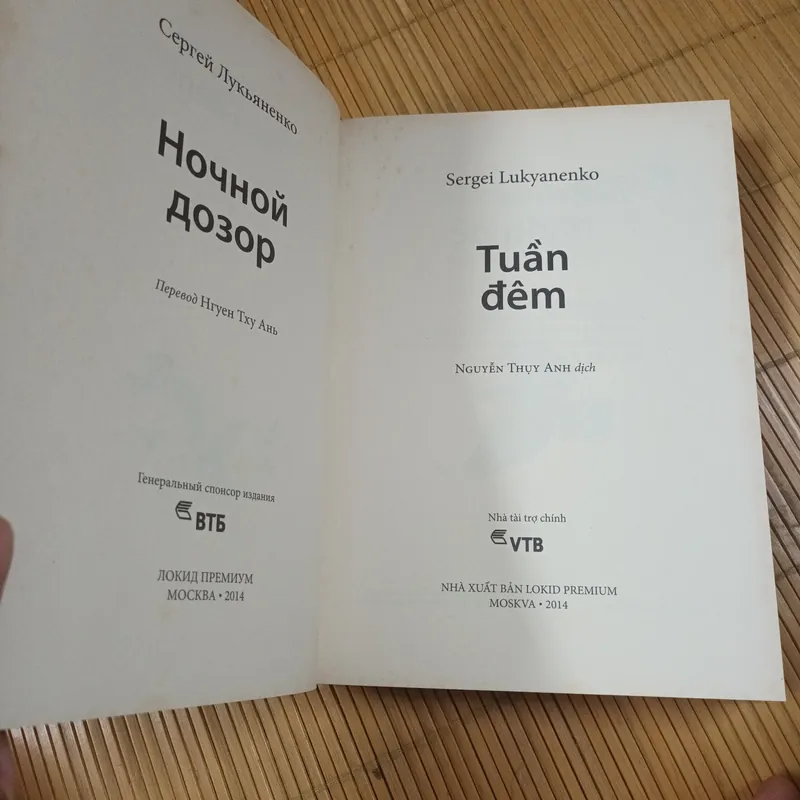 Сергей Лукьяненко
Ночной
дозор
Перевод Нгуен Тху Ань
Генеральный спонсор издания
ВТБ
ЛОКИД ПРЕМИУМ
МОСКВА • 2014
Sergei Lukyanenko
Tuần
đêm
NGUYỄN THỤY ANH dịch
Nhà tài trợ chính
VTB
NHÀ XUẤT BẢN LOKID PREMIUM
MOSKVA • 2014